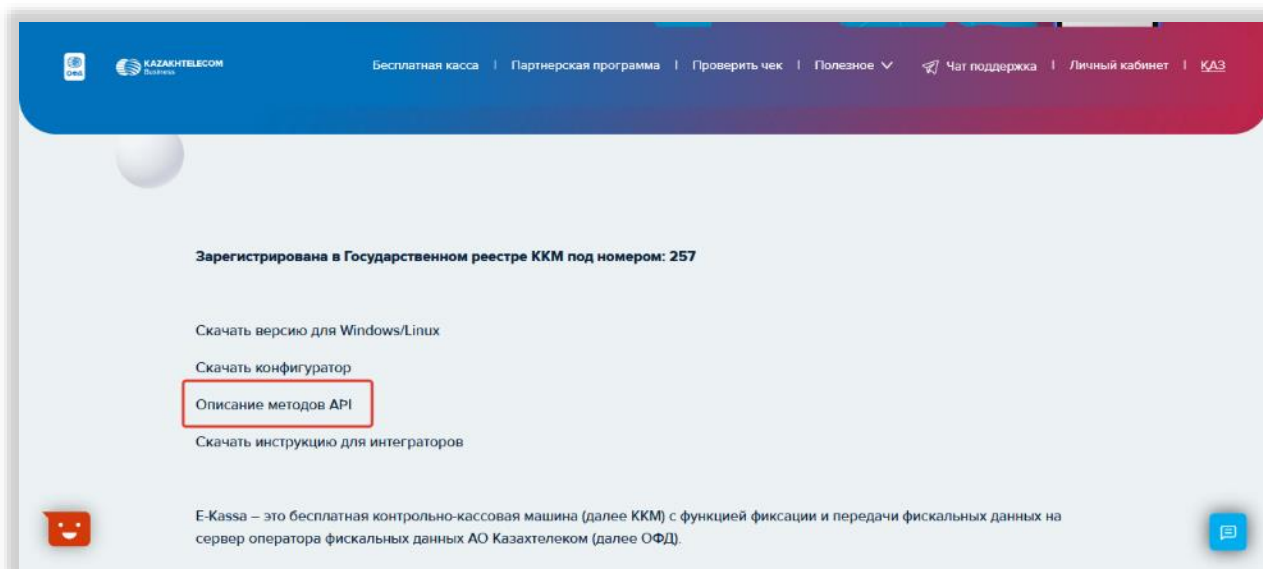 ОФД
KAZAKHTELECOM
Business
Бесплатная касса | Партнерская программа | Проверить чек | Полезное | Чат поддержка | Личный кабинет | ҚАЗ
Зарегистрирована в Государственном реестре ККМ под номером: 257
Скачать версию для Windows/Linux
Скачать конфигуратор
Описание методов API
Скачать инструкцию для интеграторов
E-Kassa – это бесплатная контрольно-кассовая машина (далее ККМ) с функцией фиксации и передачи фискальных данных на
сервер оператора фискальных данных АО Казахтелеком (далее ОФД).